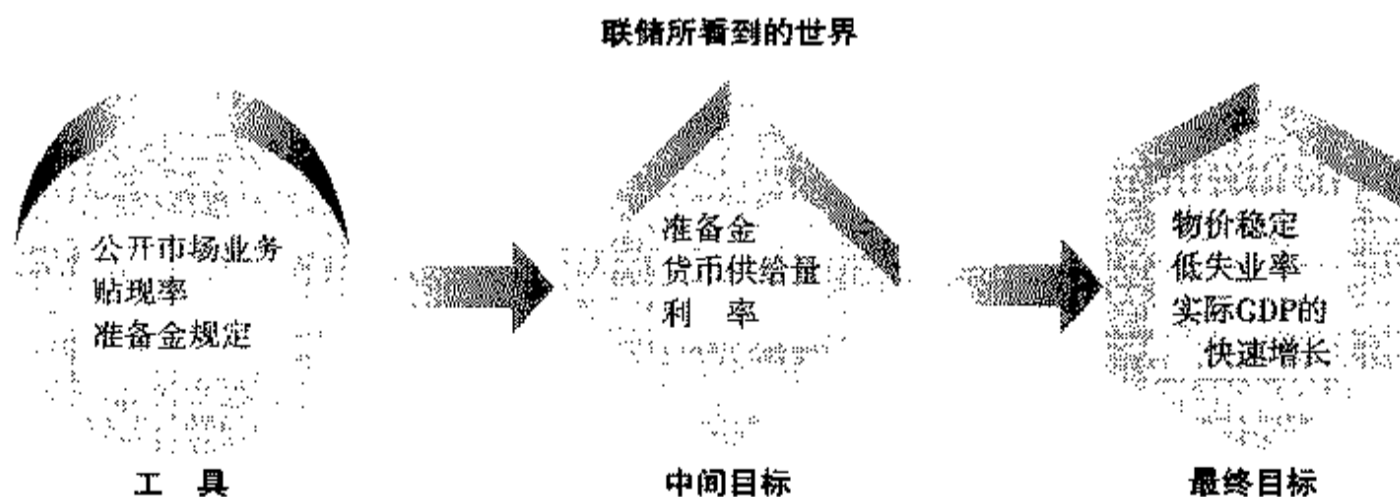 联储所看到的世界
公开市场业务
贴现率
准备金规定
工 具
准备金
货币供给量
利 率
中间目标
物价稳定
低失业率
实际GDP的
快速增长
最终目标